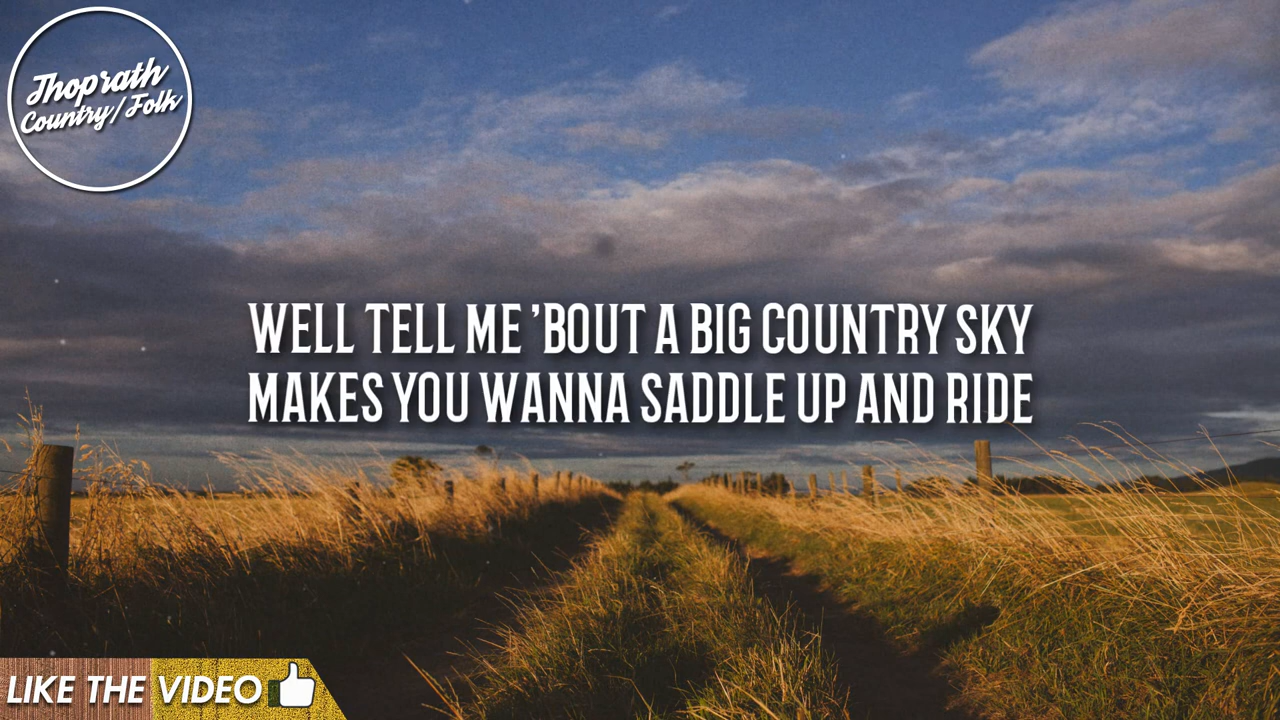 Thoprath
Country/Folk
WELL TELL ME 'BOUT A BIG COUNTRY SKY
MAKES YOU WANNA SADDLE UP AND RIDE
LIKE THE VIDEO